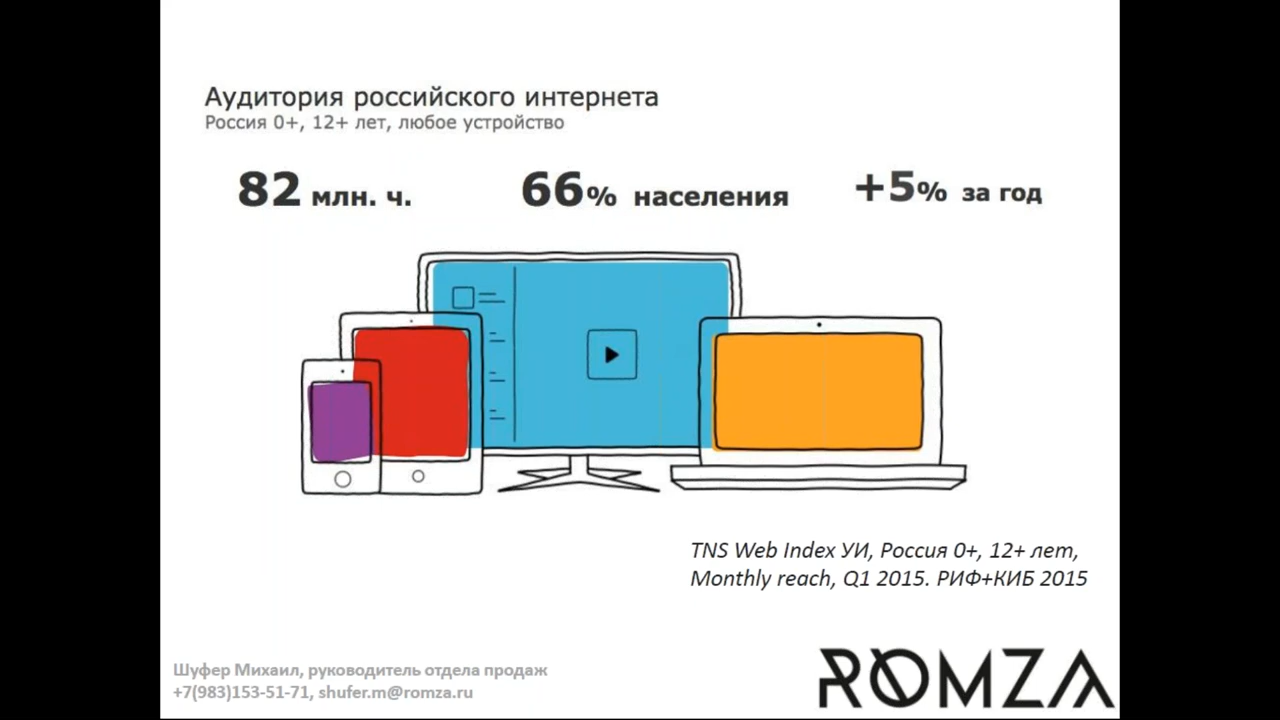 Аудитория российского интернета
Россия 0+, 12+ лет, любое устройство
82 млн. ч. 66% населения +5% за год
TNS Web Index УИ, Россия 0+, 12+ лет,
Monthly reach, Q1 2015. РИФ+КИБ 2015
Шуфер Михаил, руководитель отдела продаж
+7(983)153-51-71, shufer.m@romza.ru
ROMZA